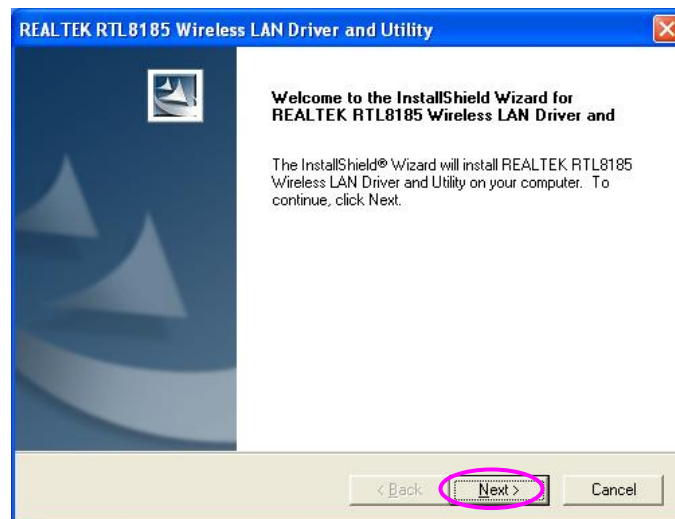 REALTEK RTL8185 Wireless LAN Driver and Utility
Welcome to the InstallShield Wizard for
REALTEK RTL8185 Wireless LAN Driver and
The InstallShield® Wizard will install REALTEK RTL8185
Wireless LAN Driver and Utility on your computer. To
continue, click Next.
< Back Next > Cancel